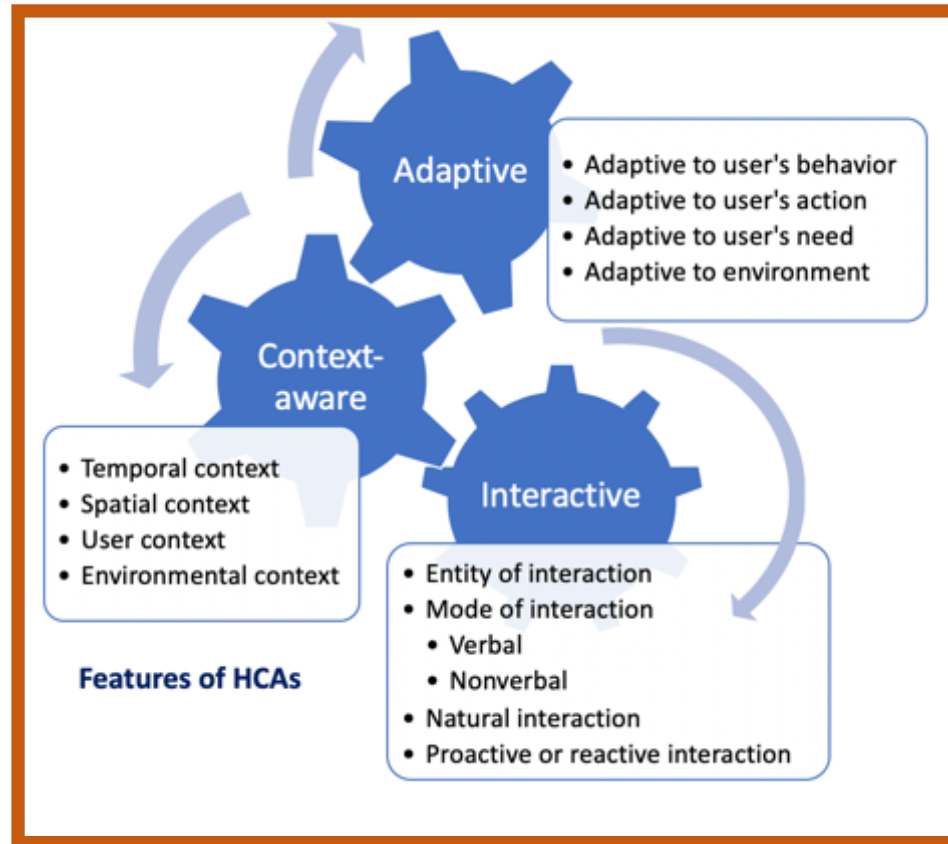 Adaptive
• Adaptive to user's behavior
• Adaptive to user's action
• Adaptive to user's need
• Adaptive to environment
Context-
aware
• Temporal context
• Spatial context
• User context
• Environmental context
Interactive
• Entity of interaction
• Mode of interaction
• Verbal
• Nonverbal
• Natural interaction
• Proactive or reactive interaction
Features of HCAs